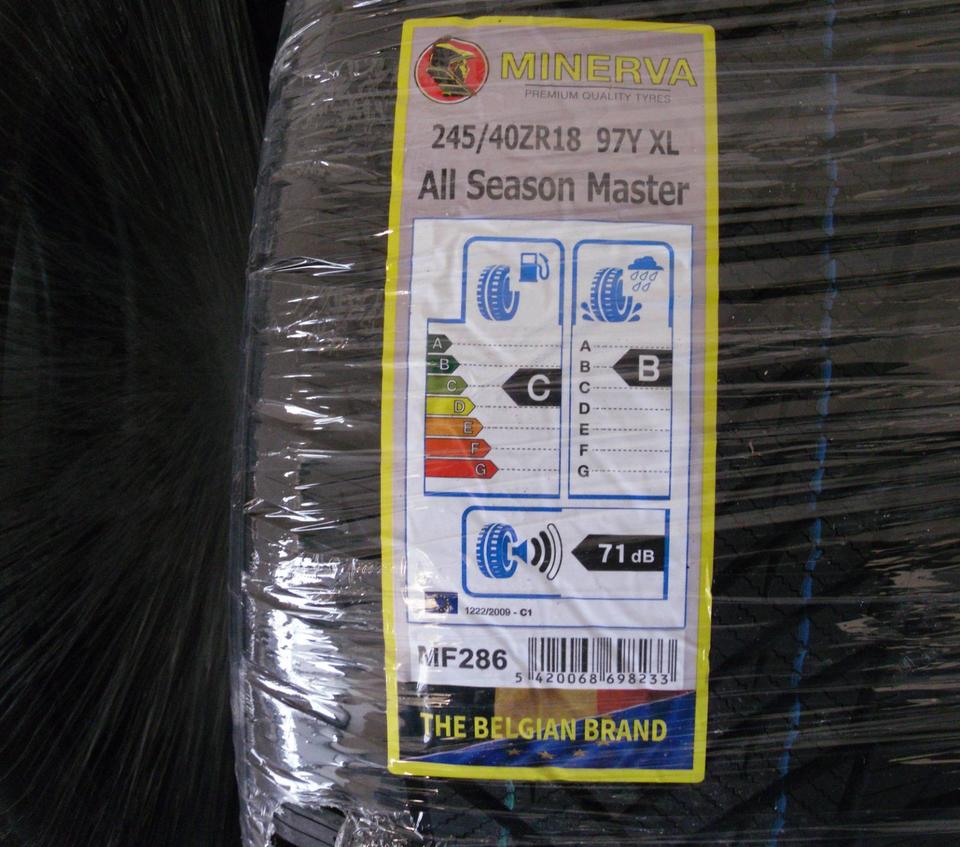 MINERVA
PREMIUM QUALITY TYRES
245/40ZR18 97Y XL
All Season Master
A A
B B B
C C C
D D
E E
F F
G G
71 dB
1222/2009 - C1
MF286
5 420068 698233
THE BELGIAN BRAND